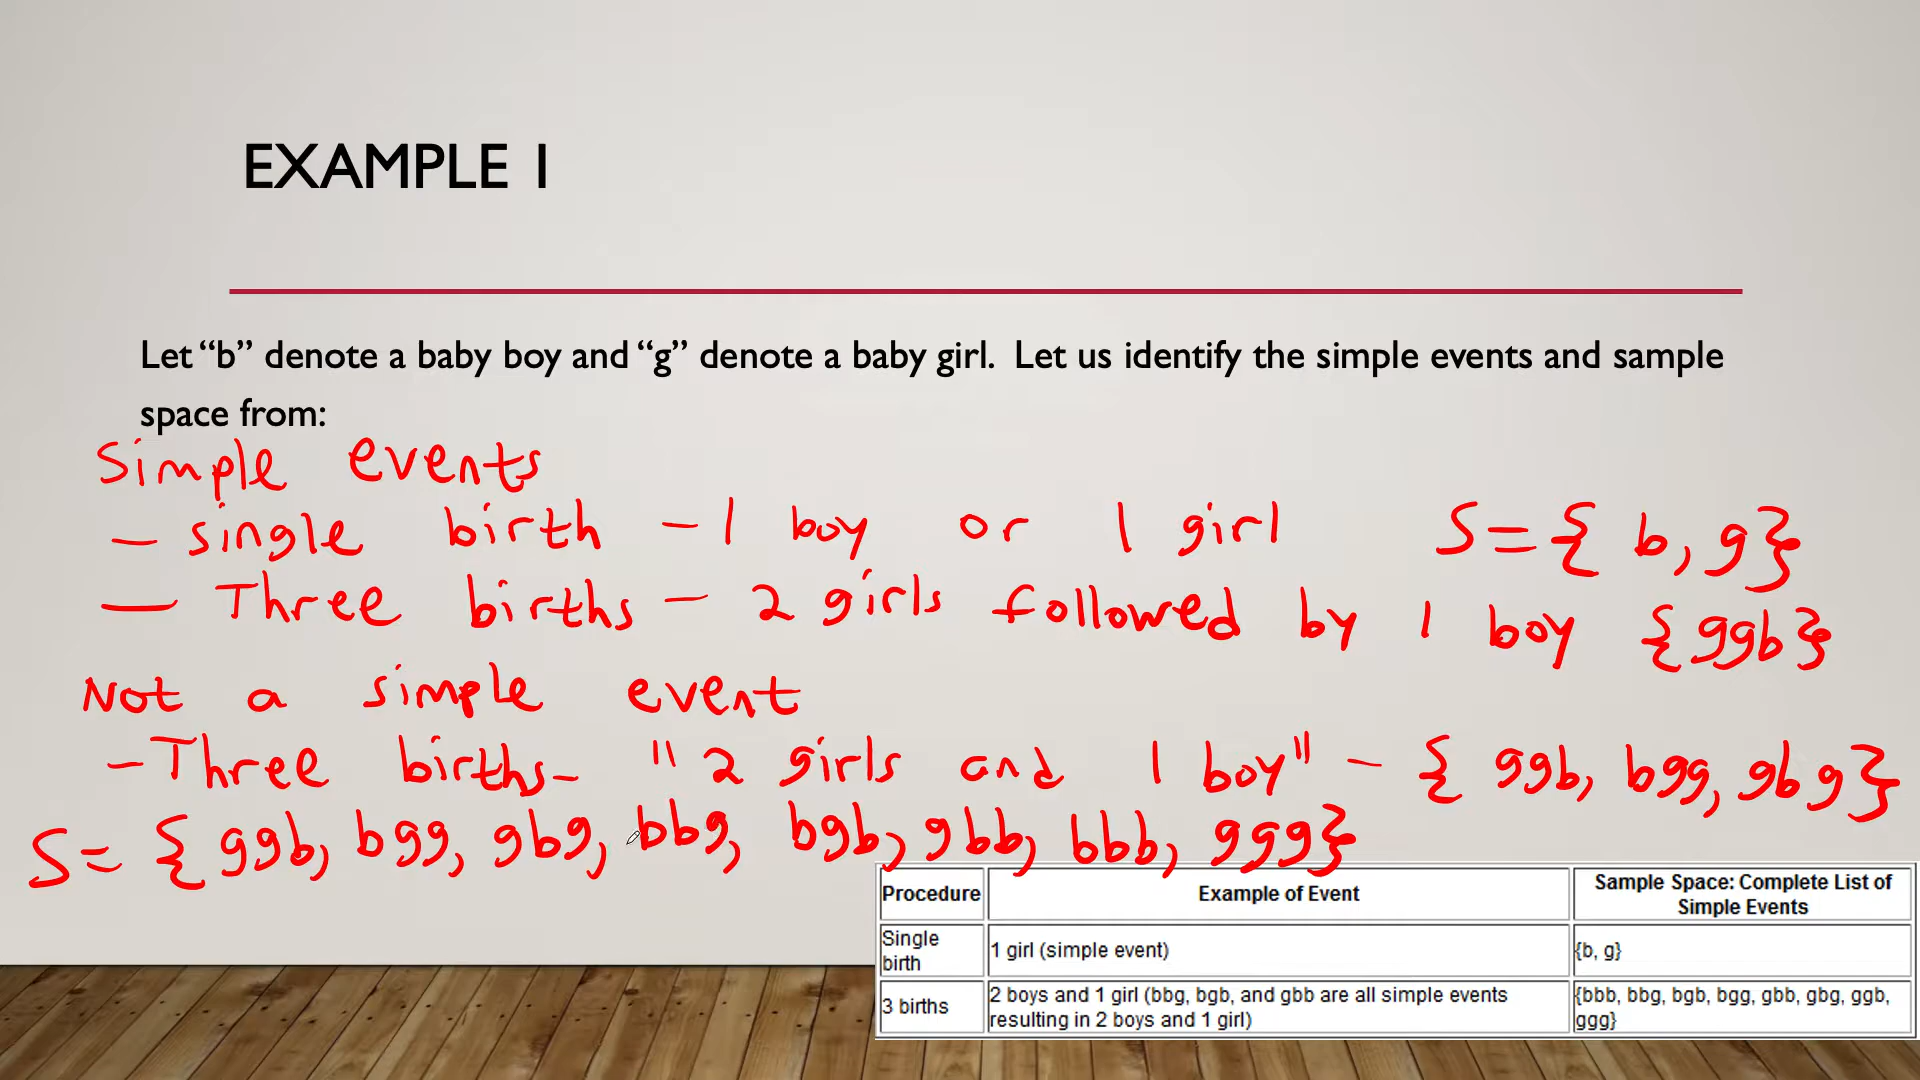 EXAMPLE 1
Let “b” denote a baby boy and “g” denote a baby girl. Let us identify the simple events and sample
space from:
Simple events
- single birth - 1 boy or 1 girl S = { b, g}
- Three births - 2 girls followed by 1 boy {ggb}
Not a simple event
- Three births - "2 girls and 1 boy" - { ggb, bgg, gbg}
S = { ggb, bgg, gbg, bbg, bgb, gbb, bbb, ggg}
Procedure Example of Event Sample Space: Complete List of
Simple Events
Single
birth
1 girl (simple event)
{b, g}
3 births
2 boys and 1 girl (bbg, bgb, and gbb are all simple events
resulting in 2 boys and 1 girl)
{bbb, bbg, bgb, bgg, gbb, gbg, ggb,
ggg}